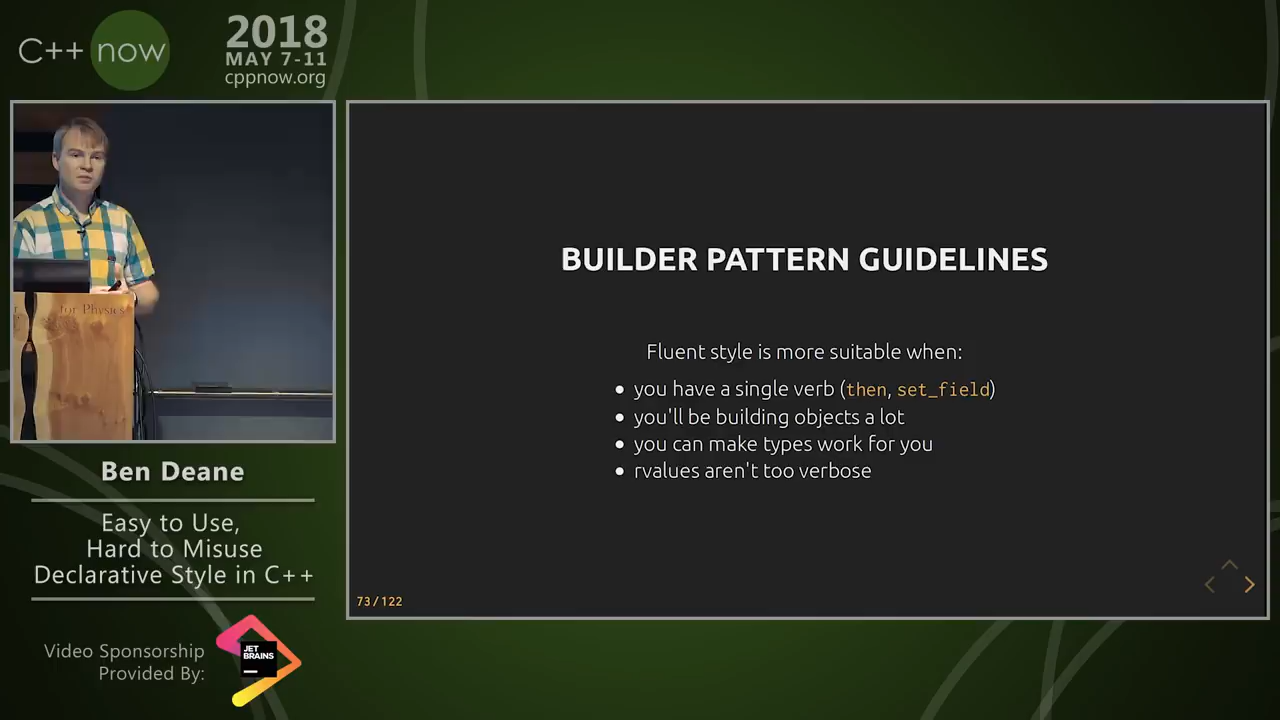 C++ now
2018
MAY 7-11
cppnow.org
for Physics
BUILDER PATTERN GUIDELINES
Fluent style is more suitable when:
you have a single verb (then, set_field)
you'll be building objects a lot
you can make types work for you
rvalues aren't too verbose
73/122
Ben Deane
Easy to Use,
Hard to Misuse
Declarative Style in C++
Video Sponsorship
Provided By:
JET
BRAINS